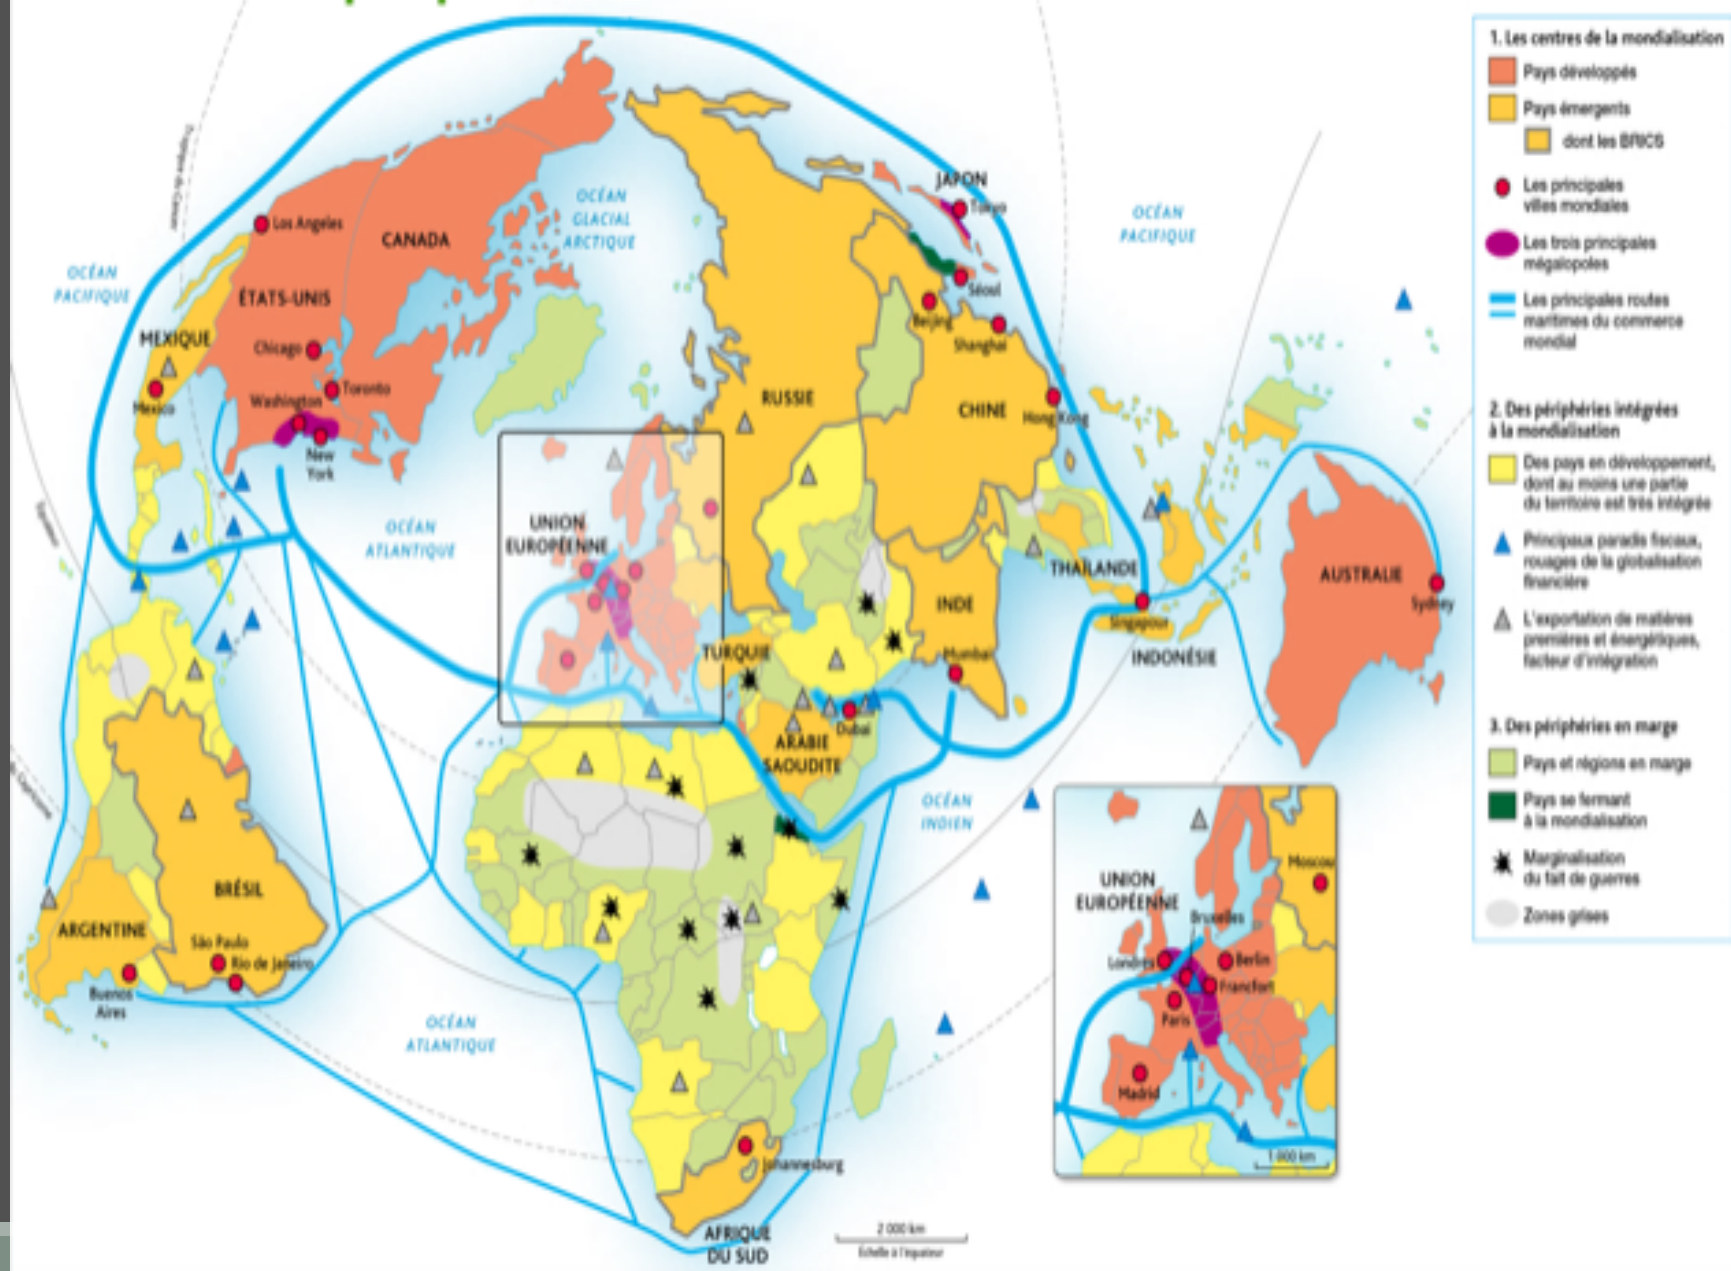 Tropique du Cancer
OCÉAN
PACIFIQUE
Los Angeles
CANADA
ÉTATS-UNIS
MEXIQUE
Mexico
Chicago
Toronto
Washington
New
York
OCÉAN
GLACIAL
ARCTIQUE
OCÉAN
ATLANTIQUE
UNION
EUROPÉENNE
RUSSIE
JAPON
Tokyo
Séoul
Beijing
Shanghai
CHINE
Hong Kong
OCÉAN
PACIFIQUE
THAÏLANDE
INDE
Mumbai
Singapour
INDONÉSIE
AUSTRALIE
Sydney
TURQUIE
Dubaï
ARABIE
SAOUDITE
OCÉAN
INDIEN
Équateur
BRÉSIL
ARGENTINE
São Paulo
Rio de Janeiro
Buenos
Aires
OCÉAN
ATLANTIQUE
Johannesburg
AFRIQUE
DU SUD
2 000 km
Échelle à l'équateur
UNION
EUROPÉENNE
Moscou
Bruxelles
Londres
Berlin
Francfort
Paris
Madrid
1 000 km
1. Les centres de la mondialisation
Pays développés
Pays émergents
dont les BRICS
Les principales
villes mondiales
Les trois principales
mégalopoles
Les principales routes
maritimes du commerce
mondial
2. Des périphéries intégrées
à la mondialisation
Des pays en développement,
dont au moins une partie
du territoire est très intégrée
Principaux paradis fiscaux,
rouages de la globalisation
financière
L'exportation de matières
premières et énergétiques,
facteur d'intégration
3. Des périphéries en marge
Pays et régions en marge
Pays se fermant
à la mondialisation
Marginalisation
du fait de guerres
Zones grises